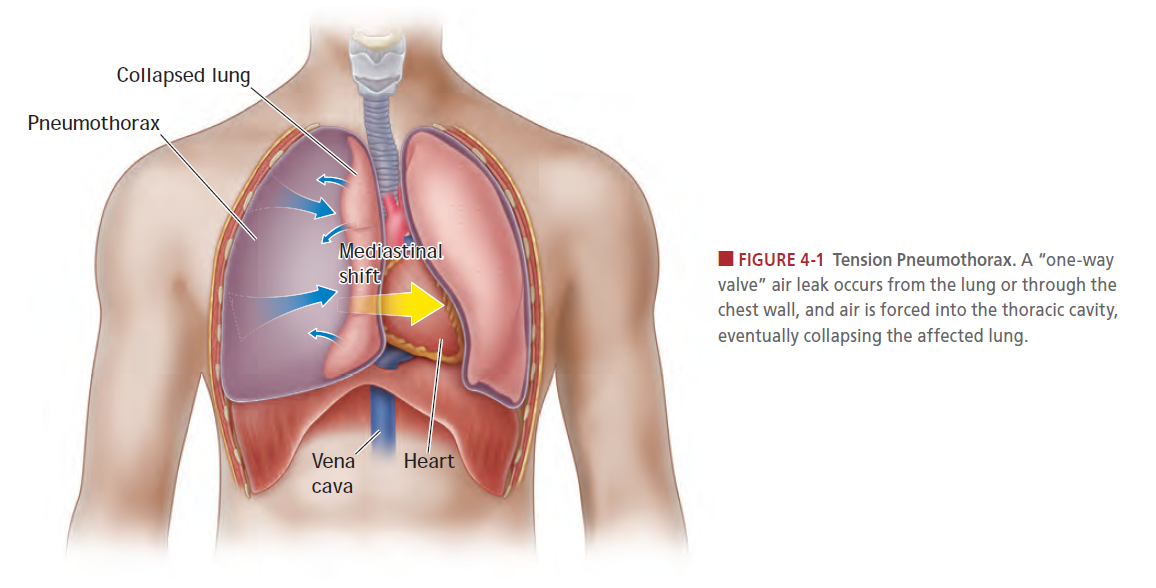 Collapsed lung
Pneumothorax
Mediastinal
shift
Vena
cava
Heart
■ FIGURE 4-1 Tension Pneumothorax. A “one-way
valve” air leak occurs from the lung or through the
chest wall, and air is forced into the thoracic cavity,
eventually collapsing the affected lung.